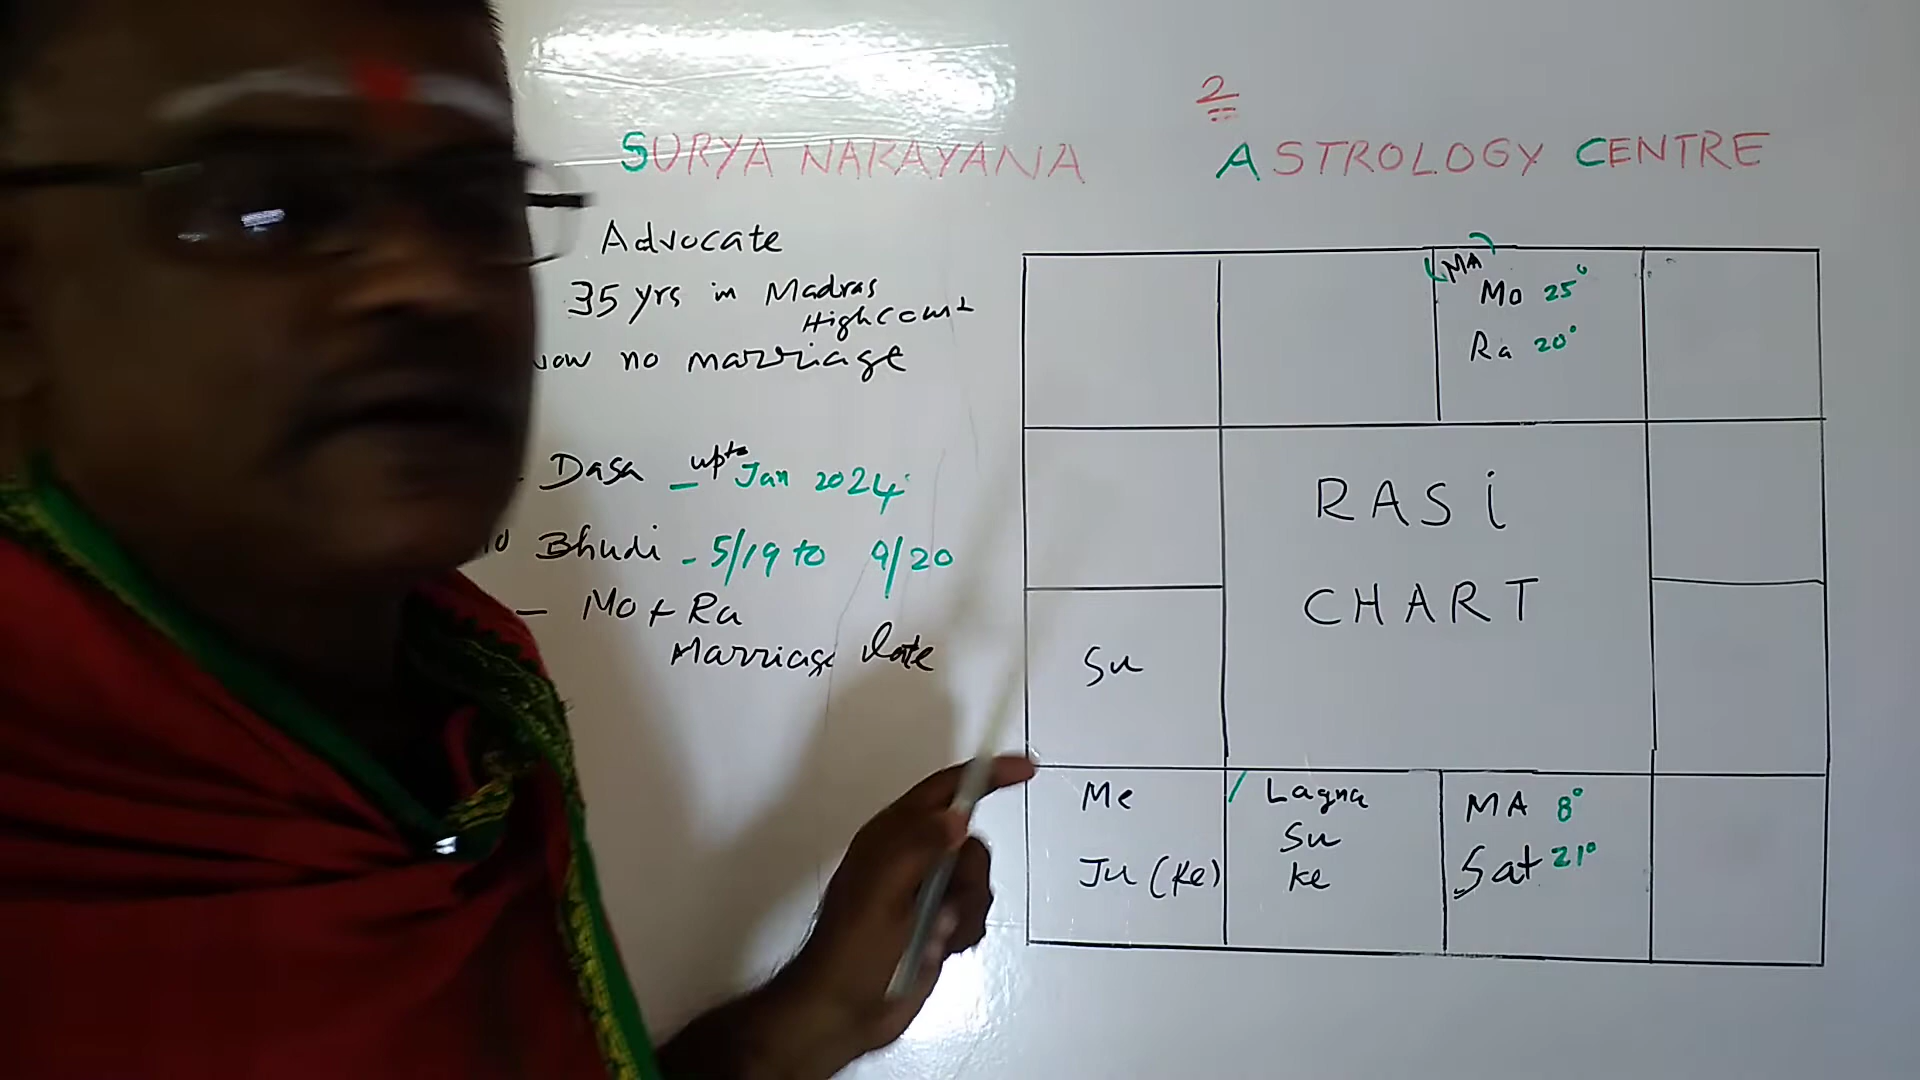 2
SURYA NARAYANA ASTROLOGY CENTRE
Advocate
35 yrs in Madras
Highcourt
now no marriage
Dasa - upto Jan 2024
Bhudi - 5/19 to 9/20
- Mo + Ra
Marriage late
MA
Mo 25°
Ra 20°
RASI
CHART
Su
Me
Ju (Ke)
Lagna
Su
Ke
MA 8°
Sat 21°